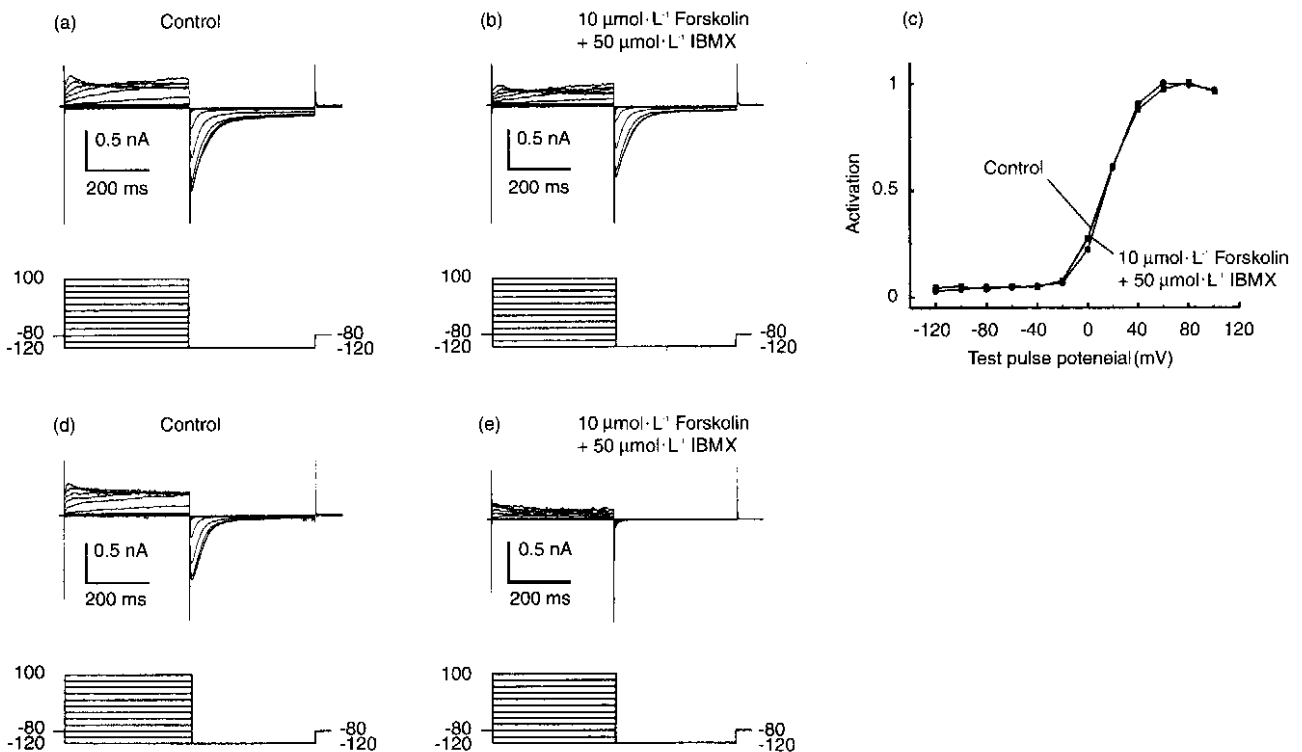 (a)
Control
0.5 nA
200 ms
100
-80
-120
-80
-120
(b)
10 μmol·L⁻¹ Forskolin
+ 50 μmol·L⁻¹ IBMX
0.5 nA
200 ms
100
-80
-120
-80
-120
(c)
Activation
1
0.5
0
Control
10 μmol·L⁻¹ Forskolin
+ 50 μmol·L⁻¹ IBMX
-120
-80
-40
0
40
80
120
Test pulse poteneial (mV)
(d)
Control
0.5 nA
200 ms
100
-80
-120
-80
-120
(e)
10 μmol·L⁻¹ Forskolin
+ 50 μmol·L⁻¹ IBMX
0.5 nA
200 ms
100
-80
-120
-80
-120